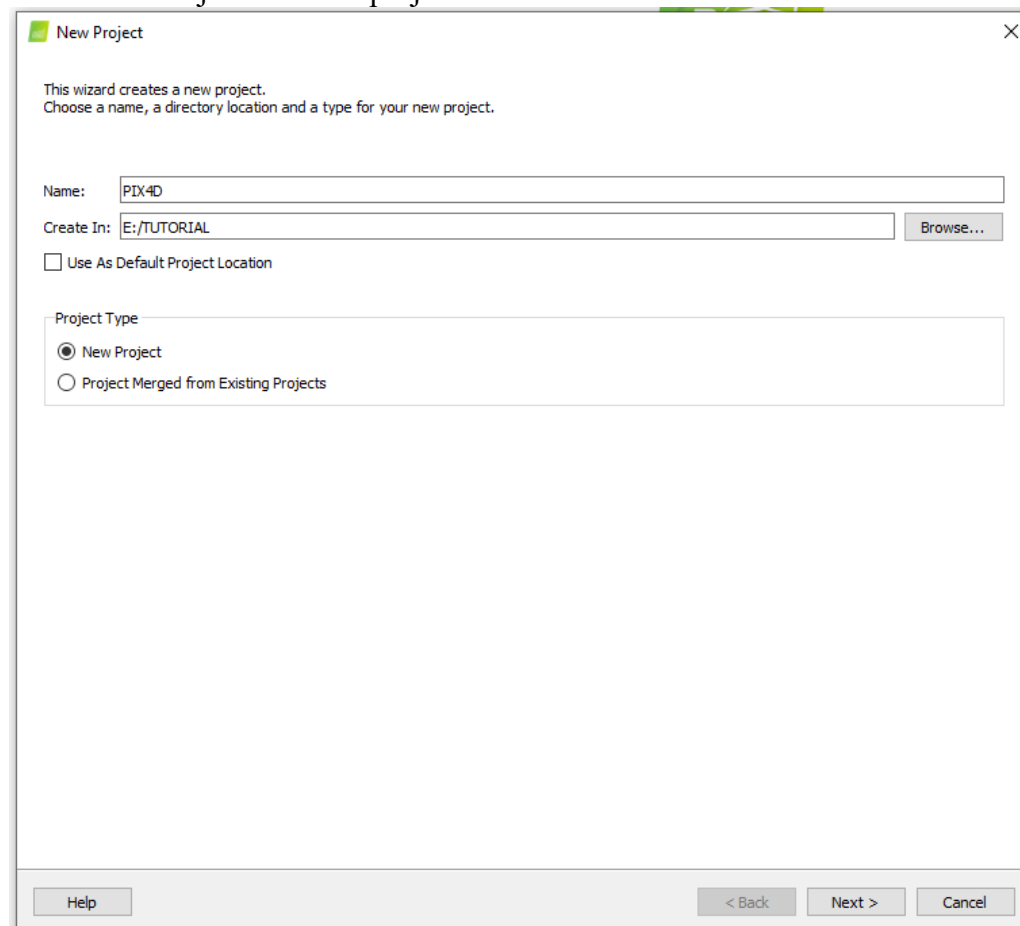 New Project
This wizard creates a new project.
Choose a name, a directory location and a type for your new project.
Name: PIX4D
Create In: E:/TUTORIAL Browse...
Use As Default Project Location
Project Type
New Project
Project Merged from Existing Projects
Help < Back Next > Cancel